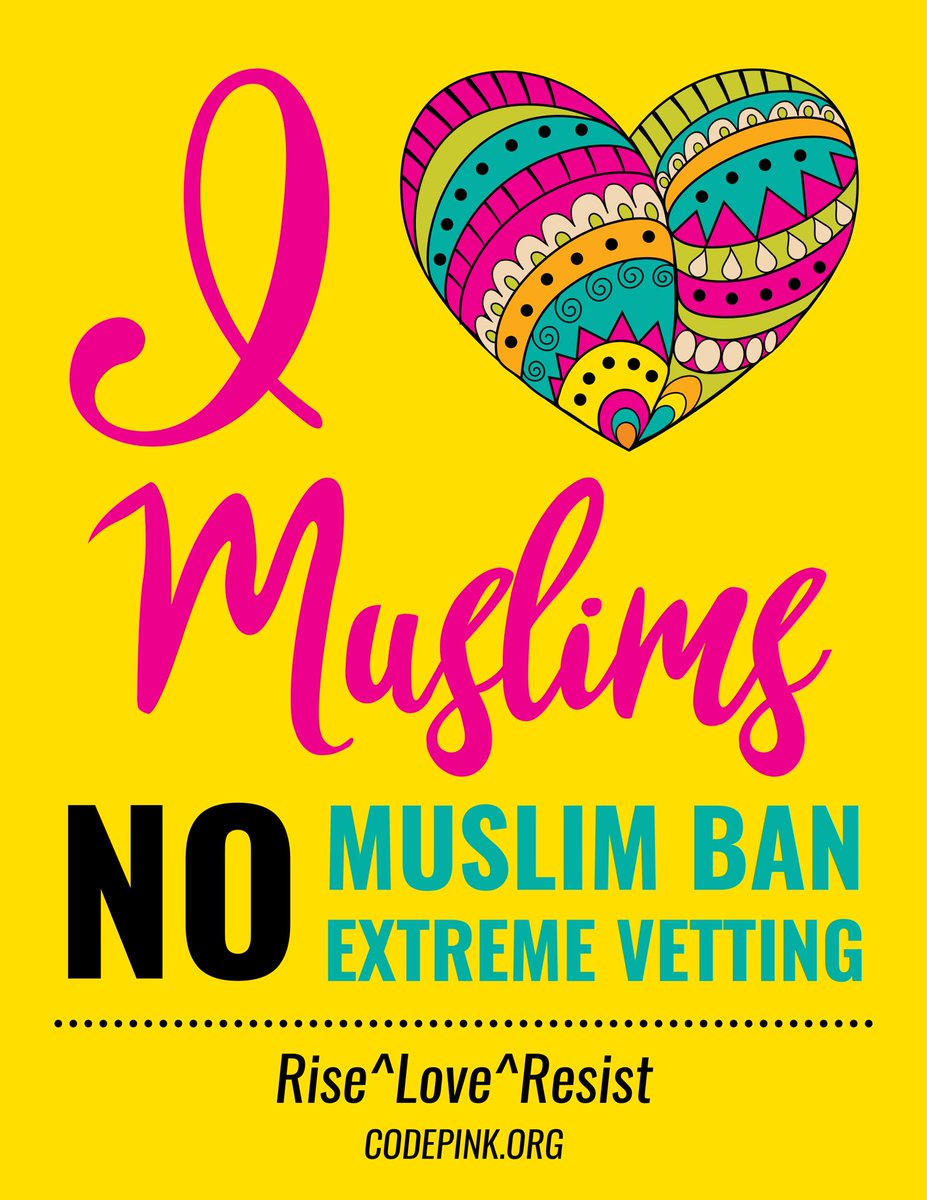 I
Muslims
NO MUSLIM BAN
EXTREME VETTING
Rise^Love^Resist
CODEPINK.ORG